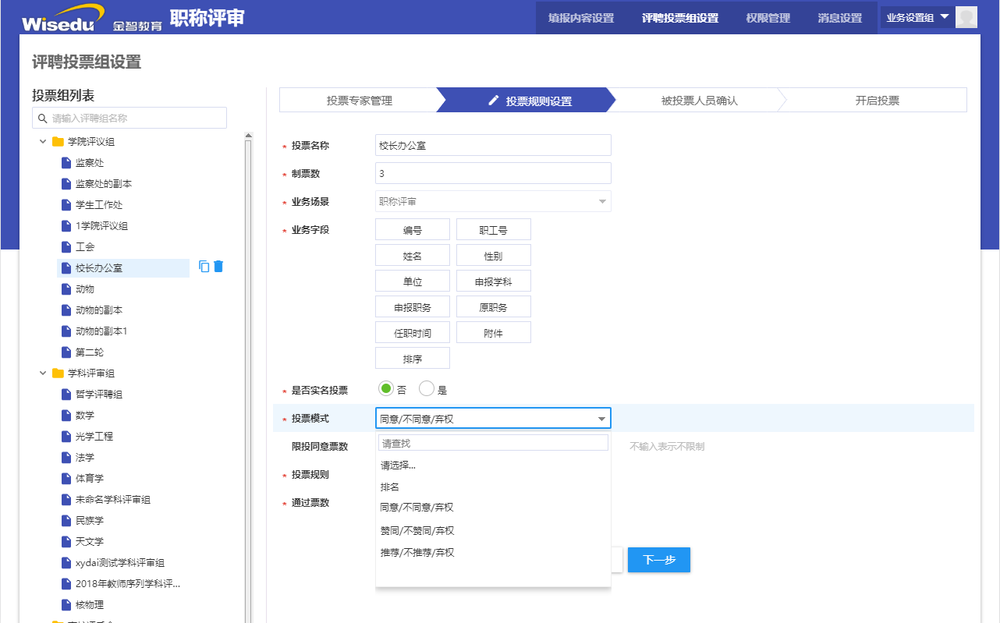 Wisedu 金智教育 职称评审
填报内容设置 评聘投票组设置 权限管理 消息设置 业务设置组
评聘投票组设置
投票组列表
请输入评聘组名称
学院评议组
监察处
监察处的副本
学生工作处
1学院评议组
工会
校长办公室
动物
动物的副本
动物的副本1
第二轮
学科评审组
哲学评聘组
数学
光学工程
法学
体育学
未命名学科评审组
民族学
天文学
xydai测试学科评审组
2018年教师序列学科评...
核物理
投票专家管理 投票规则设置 被投票人员确认 开启投票
* 投票名称 校长办公室
* 制票数 3
* 业务场景 职称评审
* 业务字段 编号 职工号
姓名 性别
单位 申报学科
申报职务 原职务
任职时间 附件
排序
* 是否实名投票 否 是
* 投票模式 同意/不同意/弃权
限投同意票数 请查找 不输入表示不限制
请选择...
* 投票规则
排名
* 通过票数
同意/不同意/弃权
赞同/不赞同/弃权
推荐/不推荐/弃权
下一步